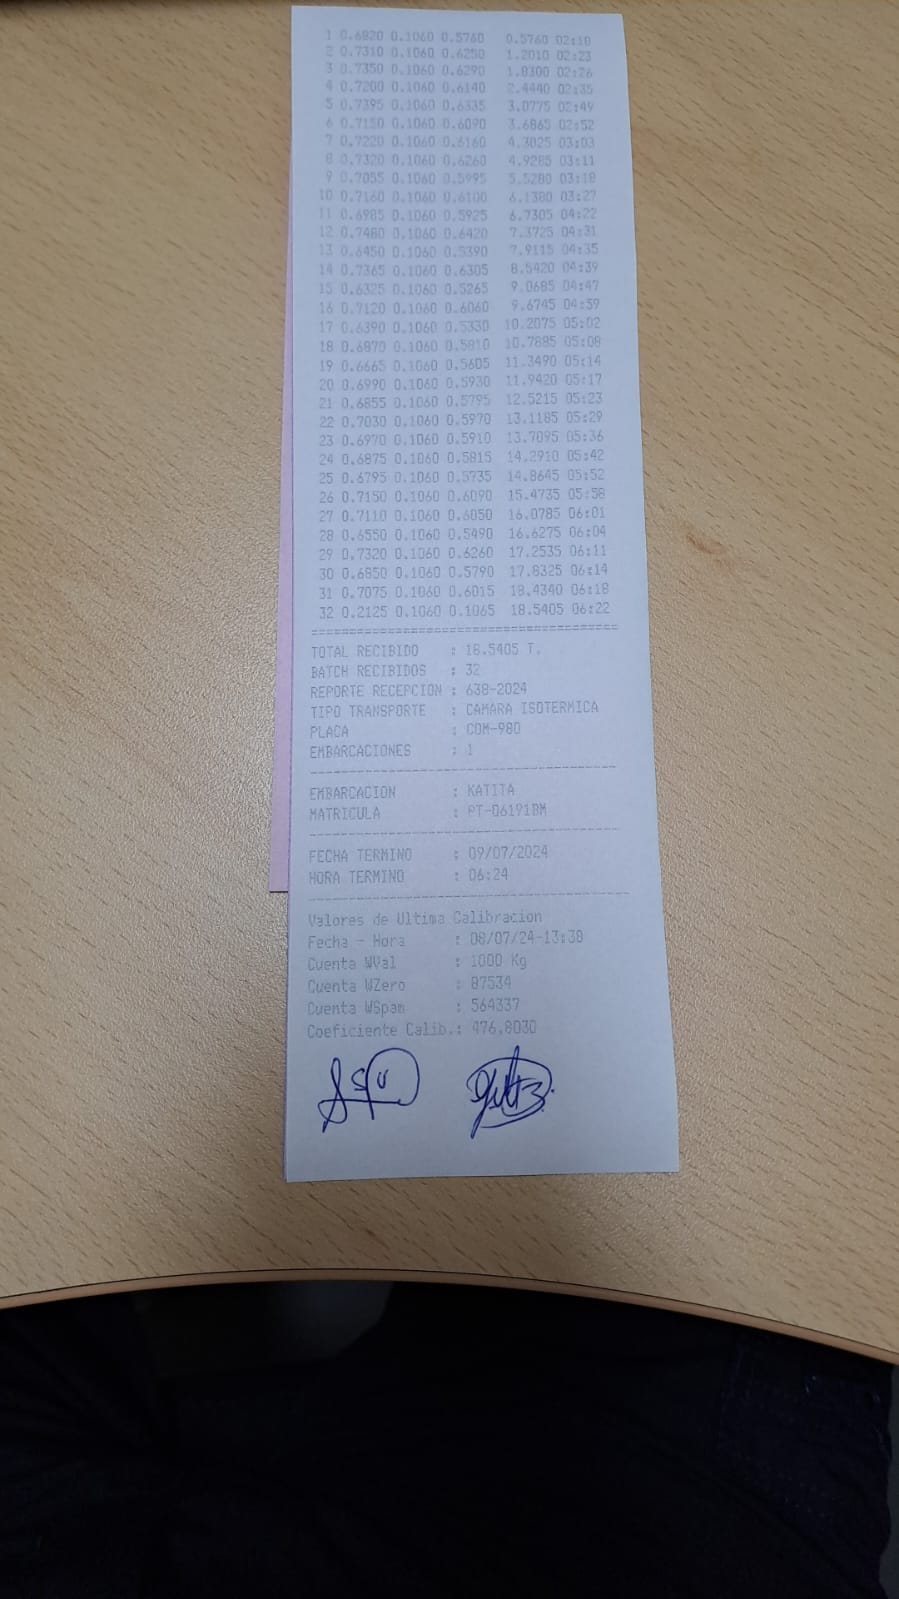 1 0.6820 0.1060 0.5760 0.5760 02:10
2 0.7310 0.1060 0.6250 1.2010 02:23
3 0.7350 0.1060 0.6290 1.8300 02:26
4 0.7200 0.1060 0.6140 2.4440 02:35
5 0.7395 0.1060 0.6335 3.0775 02:49
6 0.7150 0.1060 0.6090 3.6865 02:52
7 0.7220 0.1060 0.6160 4.3025 03:03
8 0.7320 0.1060 0.6260 4.9285 03:11
9 0.7055 0.1060 0.5995 5.5280 03:18
10 0.7160 0.1060 0.6100 6.1380 03:27
11 0.6985 0.1060 0.5925 6.7305 04:22
12 0.7480 0.1060 0.6420 7.3725 04:31
13 0.6450 0.1060 0.5390 7.9115 04:35
14 0.7365 0.1060 0.6305 8.5420 04:39
15 0.6325 0.1060 0.5265 9.0685 04:47
16 0.7120 0.1060 0.6060 9.6745 04:59
17 0.6390 0.1060 0.5330 10.2075 05:02
18 0.6870 0.1060 0.5810 10.7885 05:08
19 0.6665 0.1060 0.5605 11.3490 05:14
20 0.6990 0.1060 0.5930 11.9420 05:17
21 0.6855 0.1060 0.5795 12.5215 05:23
22 0.7030 0.1060 0.5970 13.1185 05:29
23 0.6970 0.1060 0.5910 13.7095 05:36
24 0.6875 0.1060 0.5815 14.2910 05:42
25 0.6795 0.1060 0.5735 14.8645 05:52
26 0.7150 0.1060 0.6090 15.4735 05:58
27 0.7110 0.1060 0.6050 16.0785 06:01
28 0.6550 0.1060 0.5490 16.6275 06:04
29 0.7320 0.1060 0.6260 17.2535 06:11
30 0.6850 0.1060 0.5790 17.8325 06:14
31 0.7075 0.1060 0.6015 18.4340 06:18
32 0.2125 0.1060 0.1065 18.5405 06:22
TOTAL RECIBIDO : 18.5405 T.
BATCH RECIBIDOS : 32
REPORTE RECEPCION : 638-2024
TIPO TRANSPORTE : CAMARA ISOTERMICA
PLACA : COM-980
EMBARCACIONES : 1
EMBARCACION : KATITA
MATRICULA : PT-06191BM
FECHA TERMINO : 09/07/2024
HORA TERMINO : 06:24
Valores de Ultima Calibracion
Fecha - Hora : 08/07/24-13:38
Cuenta WVal : 1000 Kg
Cuenta WZero : 87534
Cuenta WSpam : 564337
Coeficiente Calib.: 476.8030